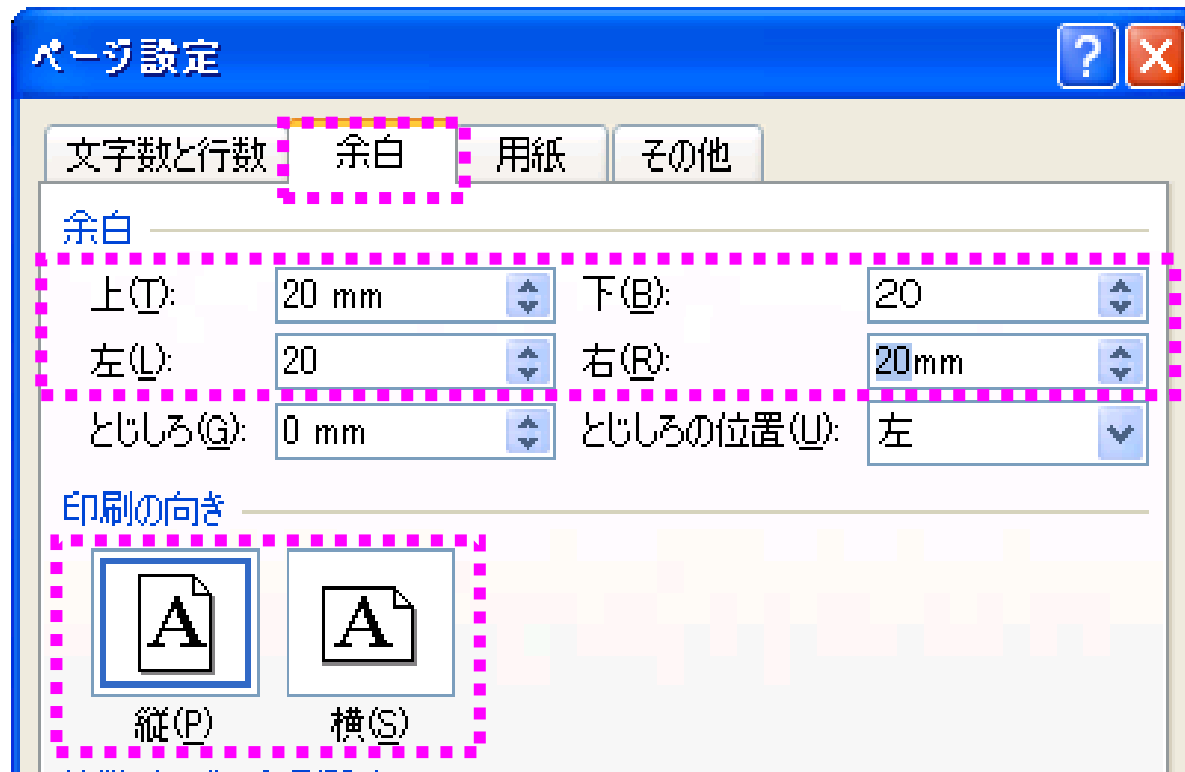 ページ設定
文字数と行数 余白 用紙 その他
余白
上(T): 20 mm 下(B): 20
左(L): 20 右(R): 20mm
とじしろ(G): 0 mm とじしろの位置(U): 左
印刷の向き
A A
縦(P) 横(S)